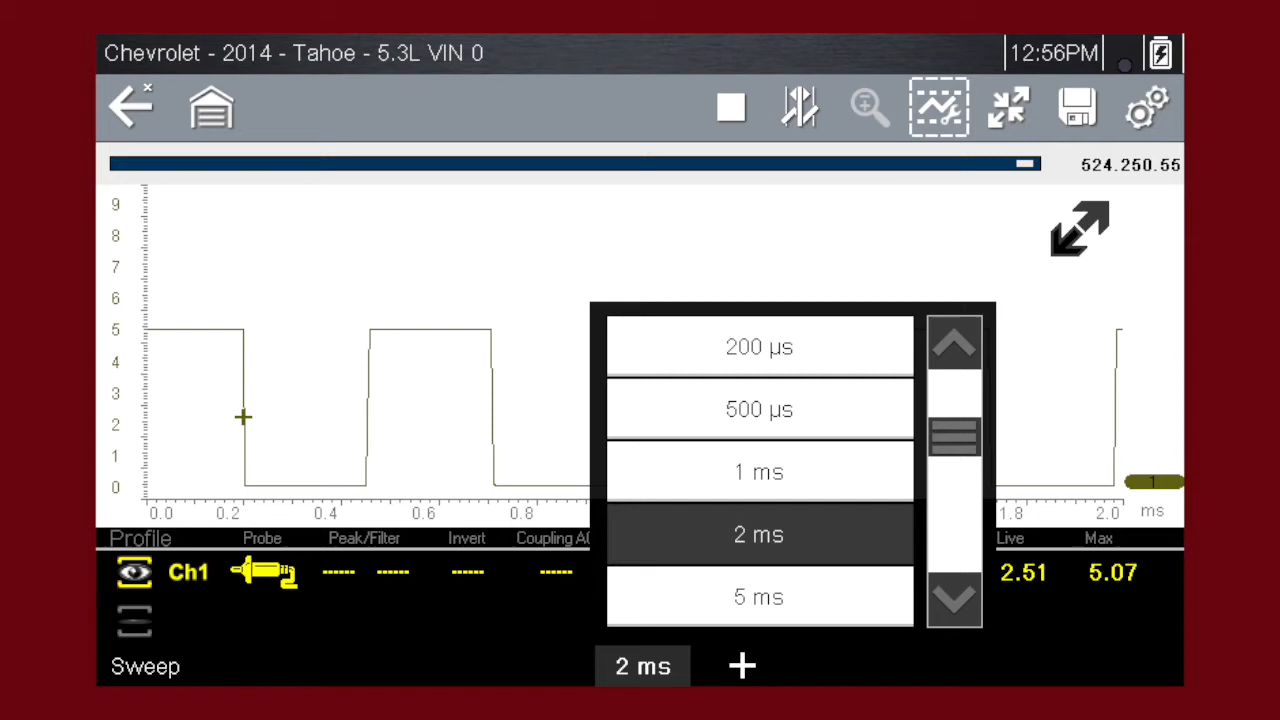 Chevrolet - 2014 - Tahoe - 5.3L VIN 0
12:56PM
524.250.55
9
8
7
6
5
4
3
2
1
0
0.0 0.2 0.4 0.6 0.8 1.8 2.0 ms
1
200 µs
500 µs
1 ms
2 ms
5 ms
Profile Probe Peak/Filter Invert Coupling Live Max
Ch1 ------ ------ ------ ------ 2.51 5.07
Sweep 2 ms +